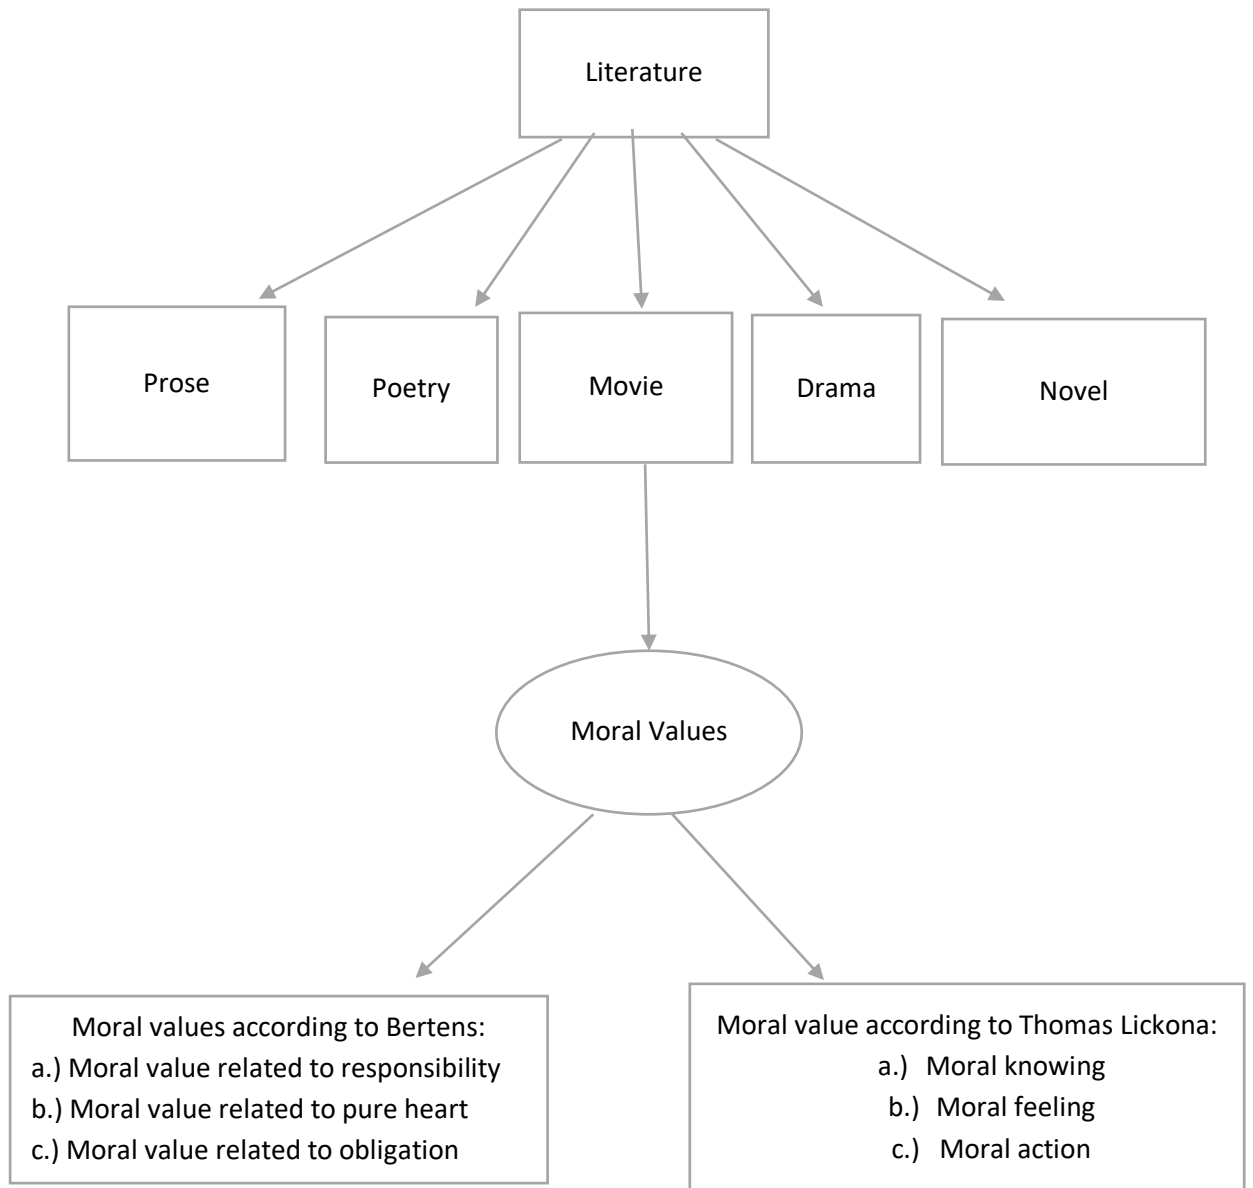 Literature
Prose
Poetry
Movie
Drama
Novel
Moral Values
Moral values according to Bertens:
a.) Moral value related to responsibility
b.) Moral value related to pure heart
c.) Moral value related to obligation
Moral value according to Thomas Lickona:
a.) Moral knowing
b.) Moral feeling
c.) Moral action